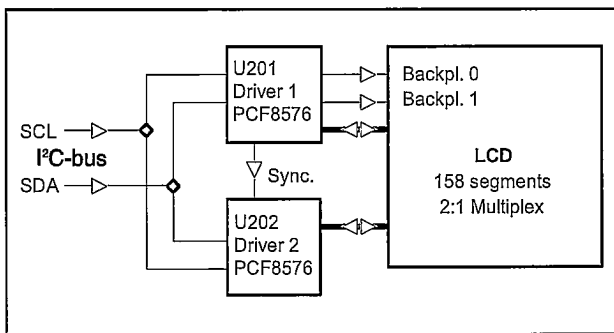 U201
Driver 1
PCF8576
Backpl. 0
Backpl. 1
SCL
I²C-bus
SDA
Sync.
LCD
158 segments
2:1 Multiplex
U202
Driver 2
PCF8576